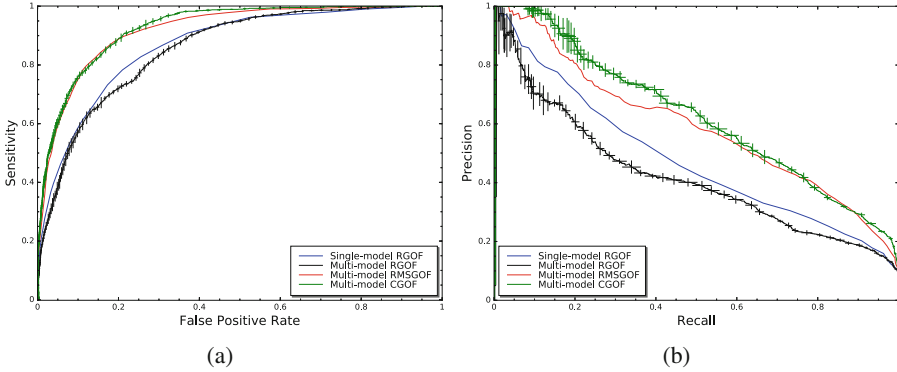 1
0.8
0.6
0.4
0.2
0
Sensitivity
0
0.2
0.4
0.6
0.8
1
False Positive Rate
Single-model RGOF
Multi-model RGOF
Multi-model RMSGOF
Multi-model CGOF
(a)
1
0.8
0.6
0.4
0.2
0
Precision
0
0.2
0.4
0.6
0.8
Recall
Single-model RGOF
Multi-model RGOF
Multi-model RMSGOF
Multi-model CGOF
(b)